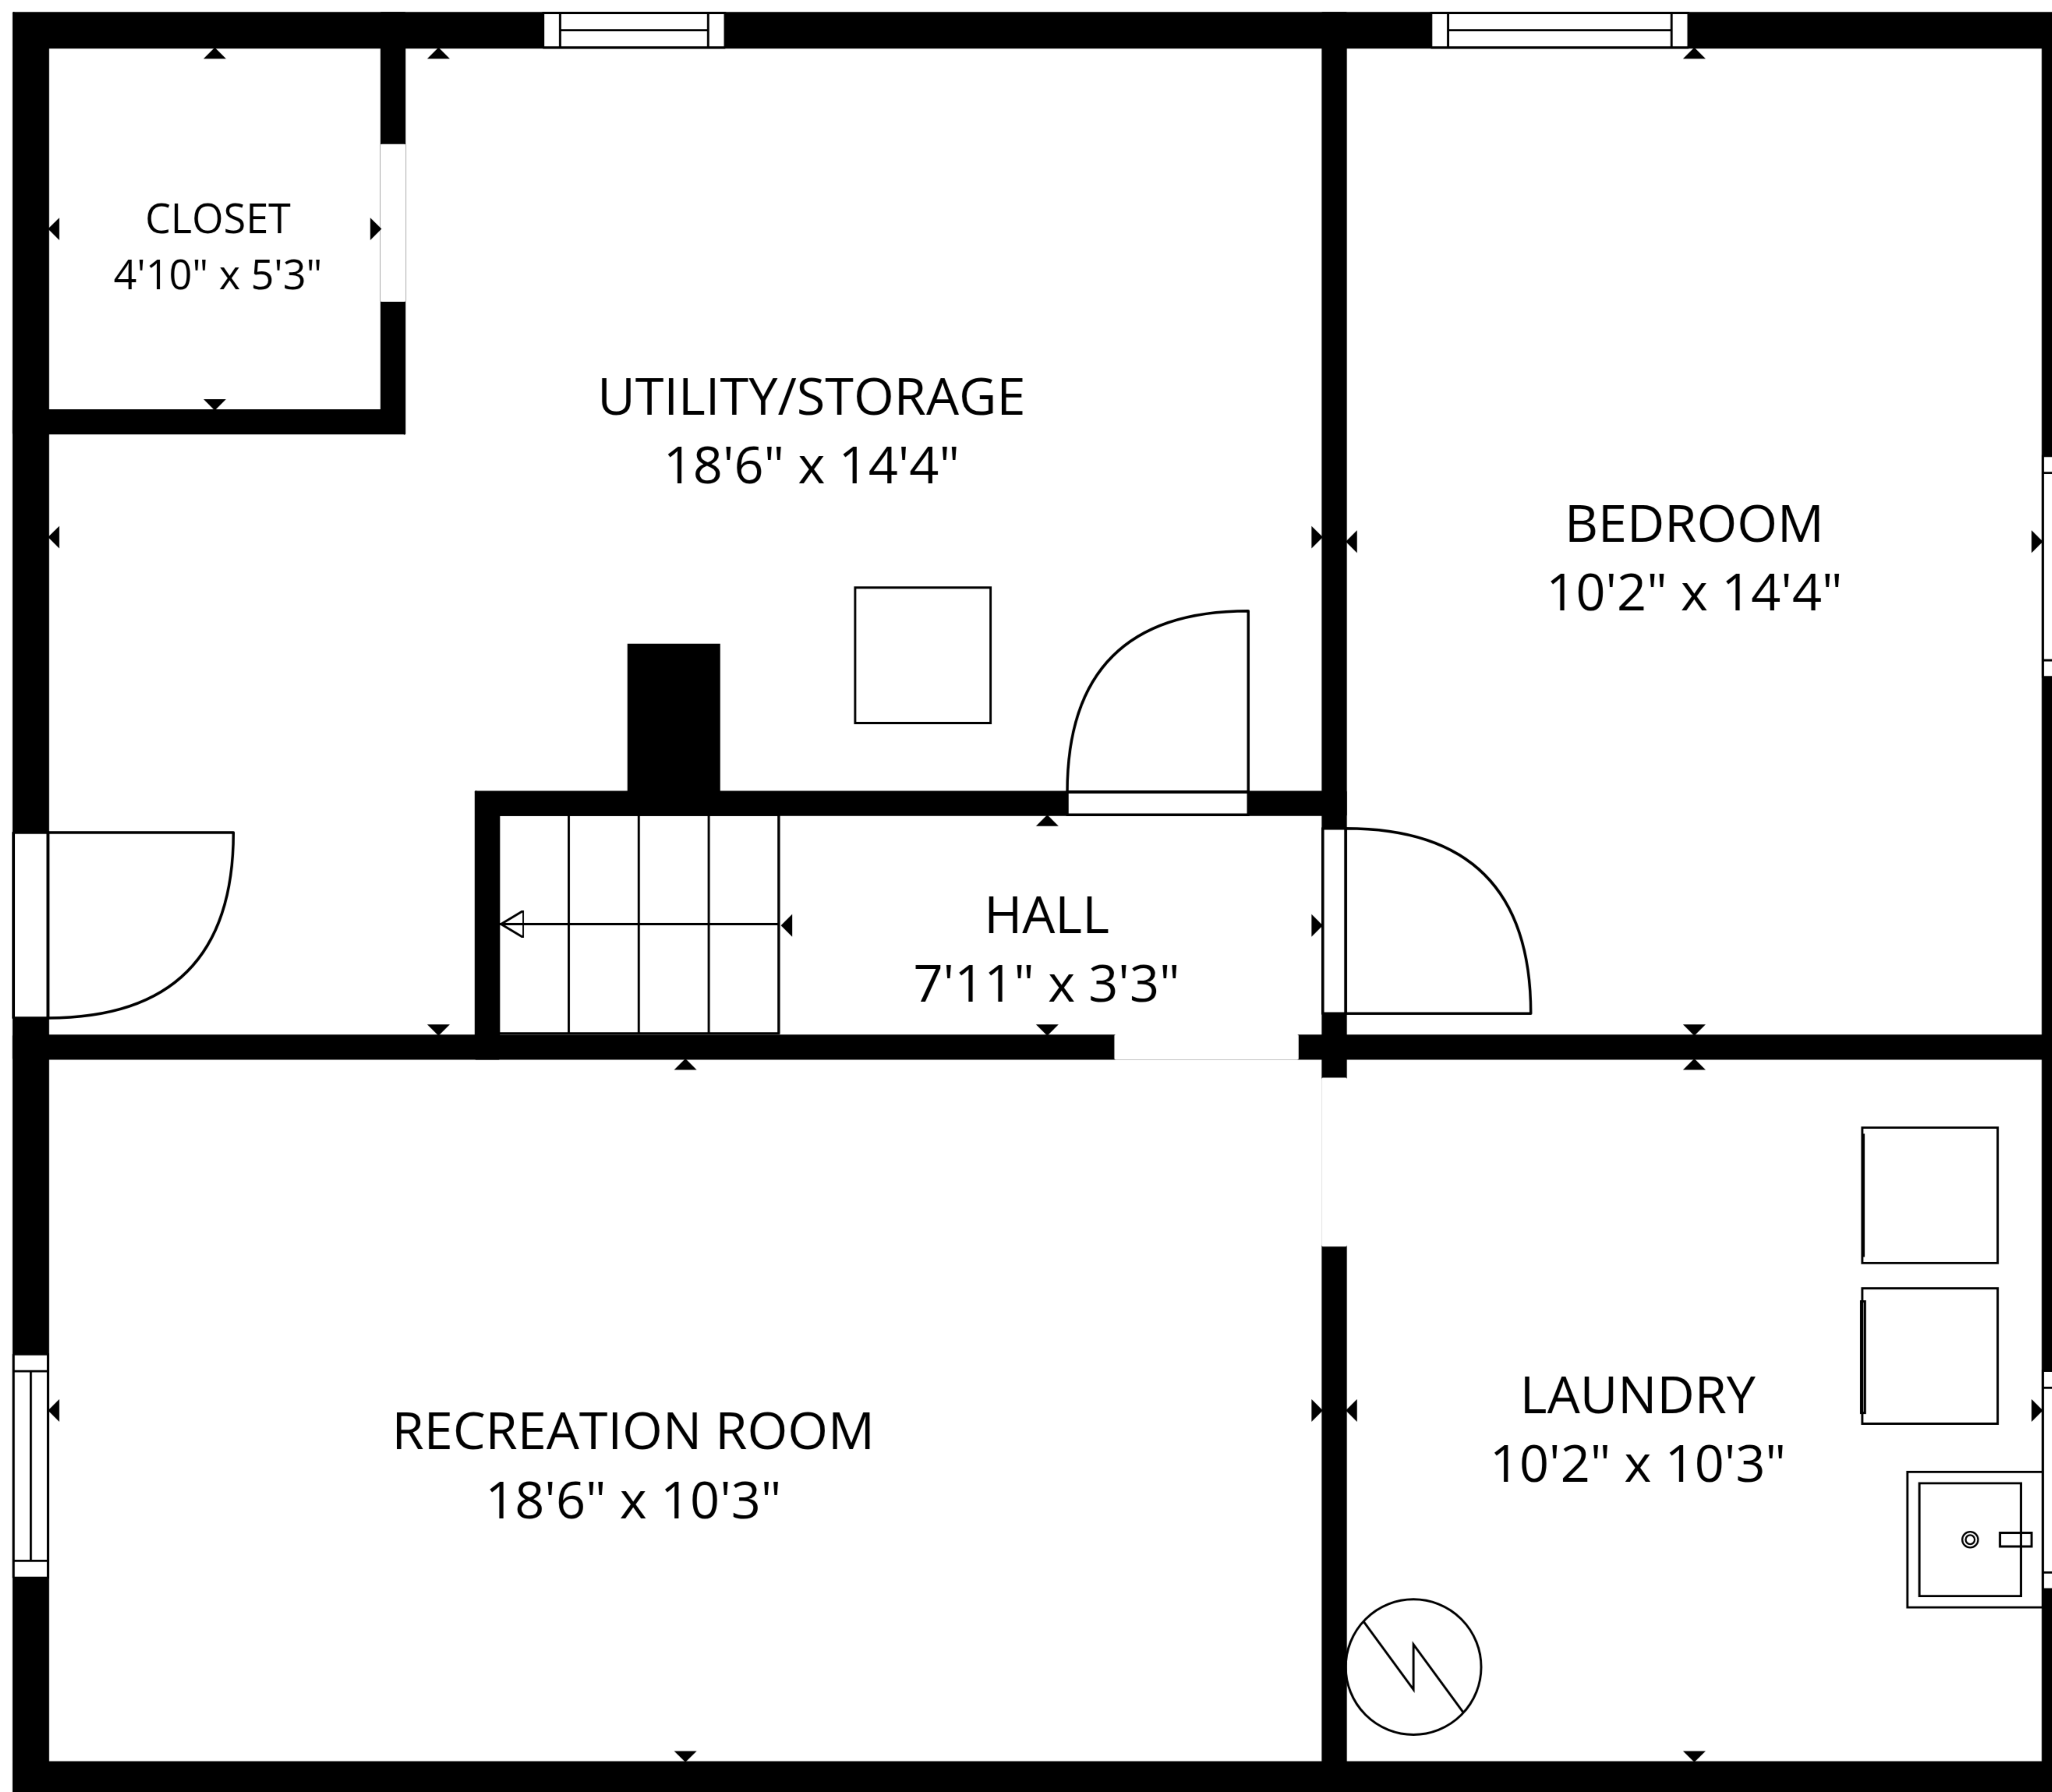 CLOSET
4'10" x 5'3"
UTILITY/STORAGE
18'6" x 14'4"
BEDROOM
10'2" x 14'4"
HALL
7'11" x 3'3"
RECREATION ROOM
18'6" x 10'3"
LAUNDRY
10'2" x 10'3"